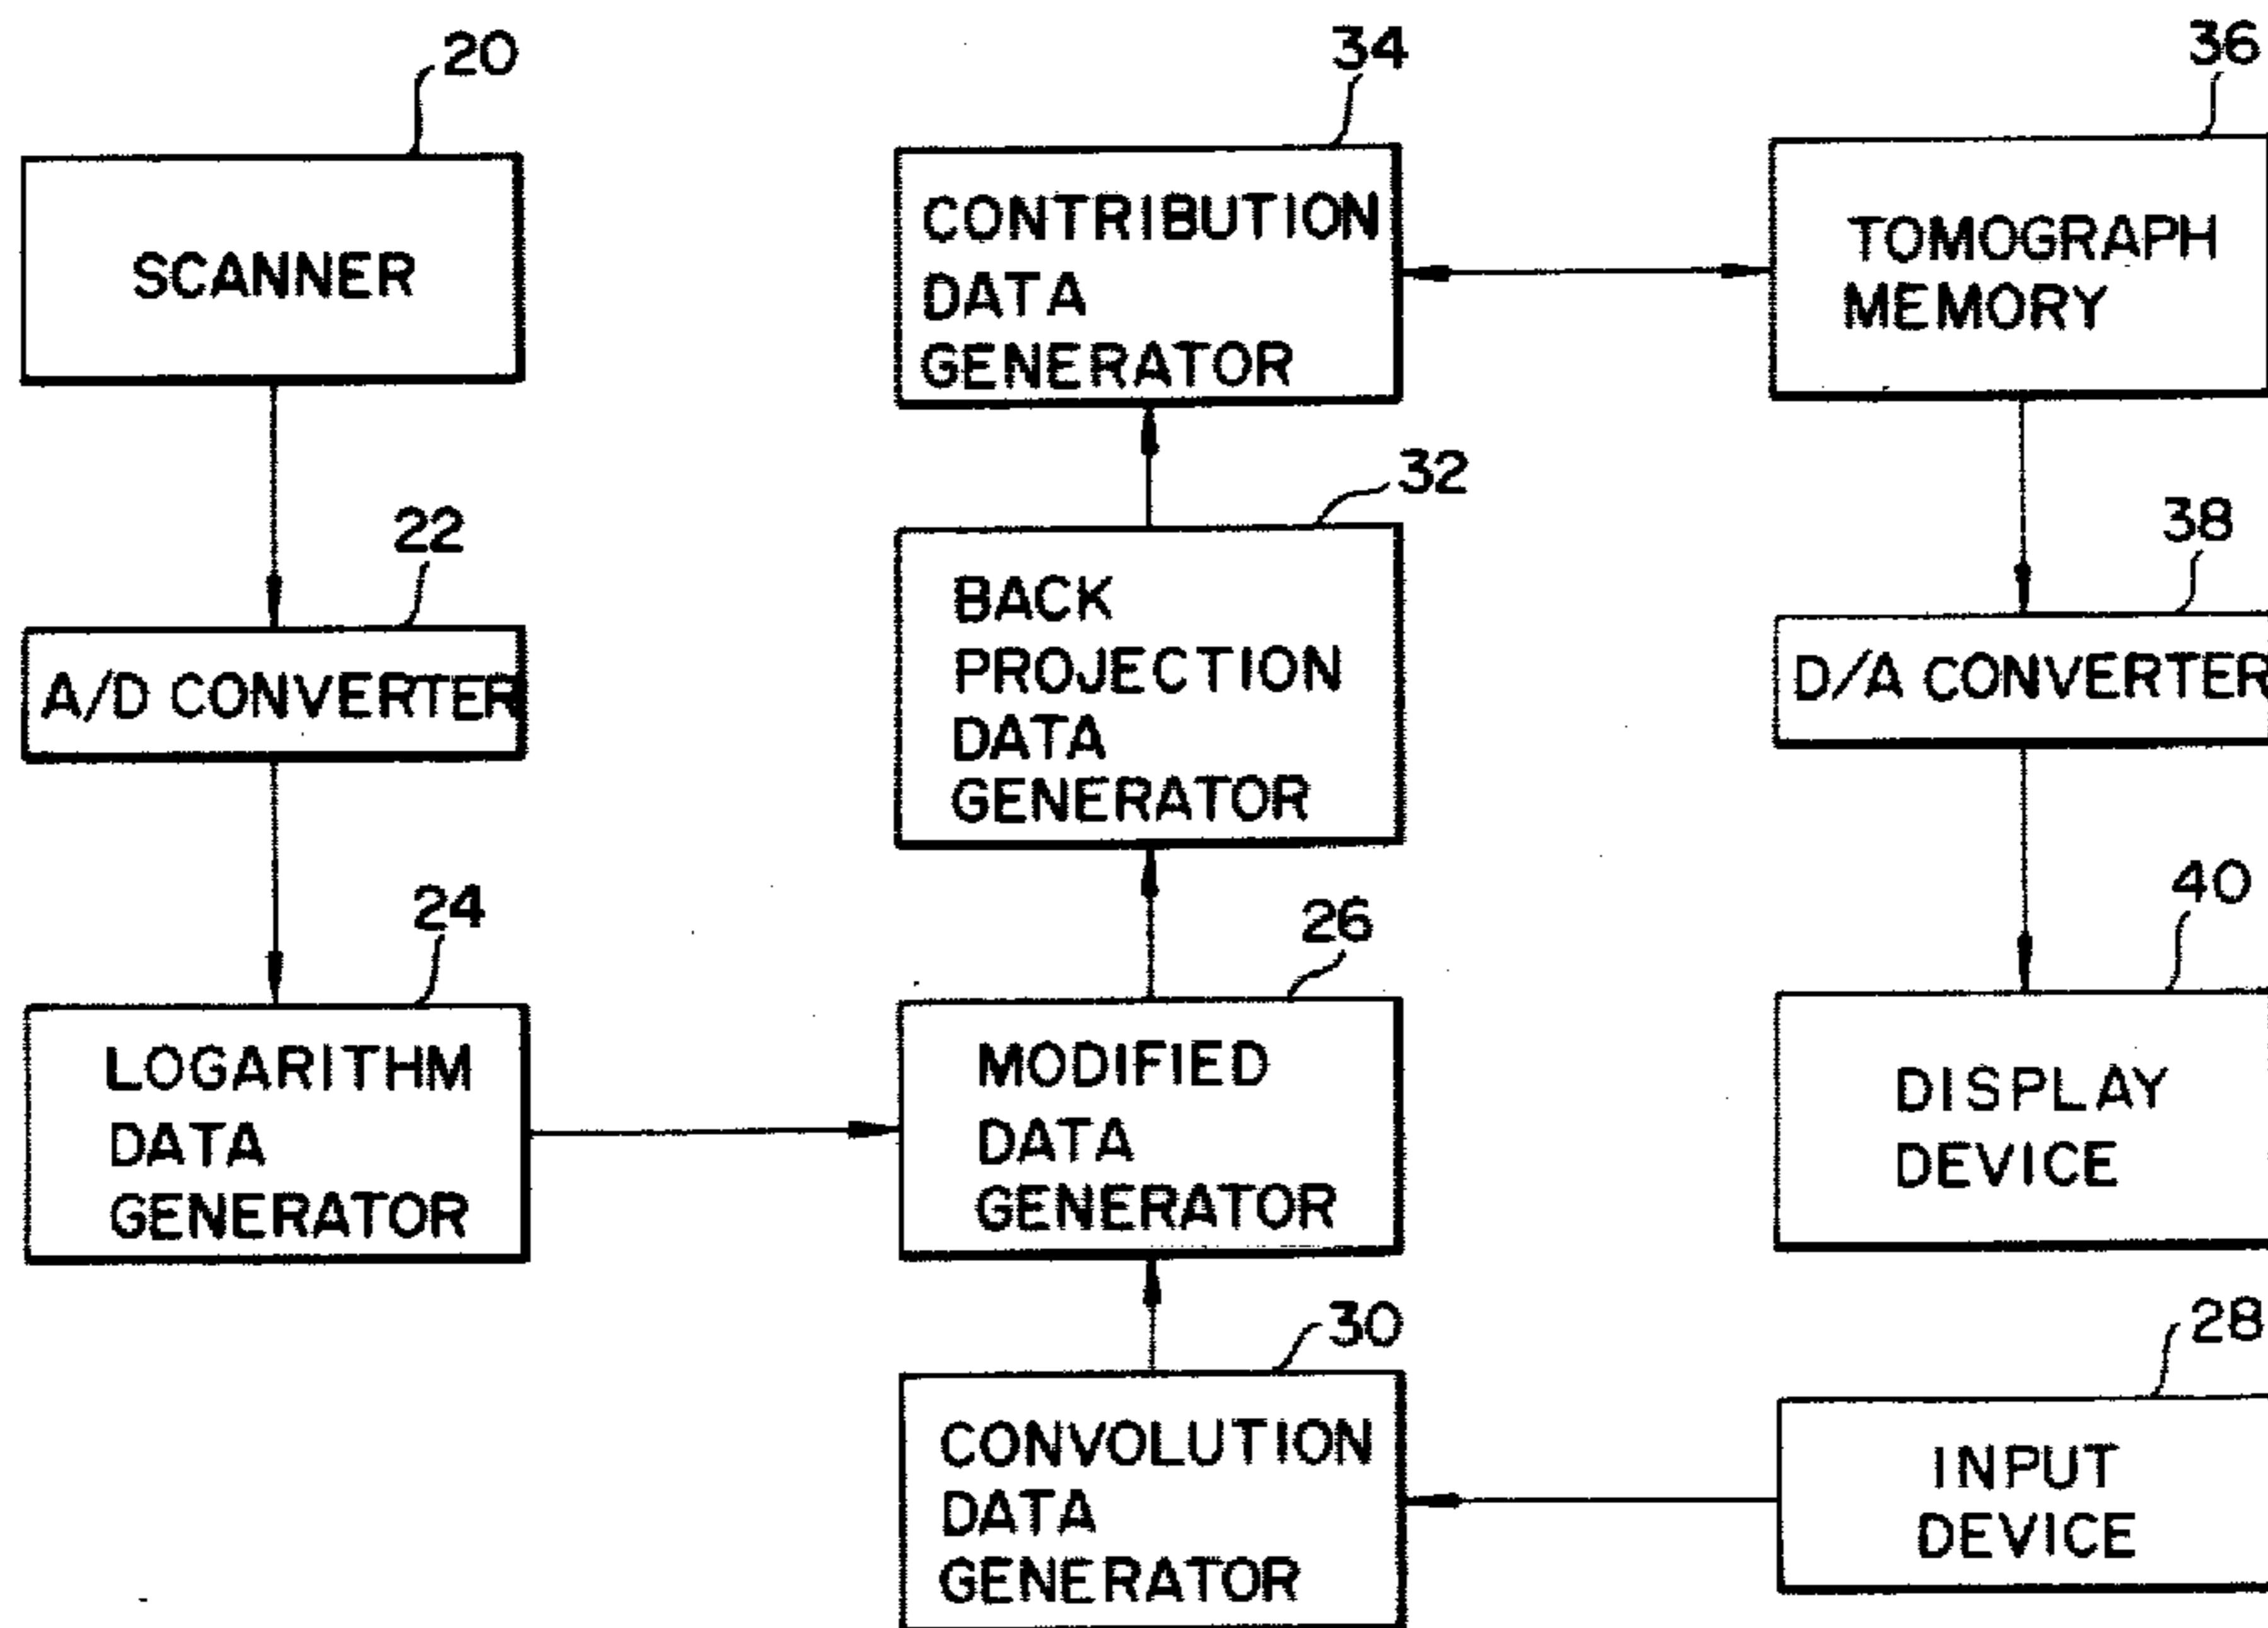 20
SCANNER
22
A/D CONVERTER
24
LOGARITHM
DATA
GENERATOR
34
CONTRIBUTION
DATA
GENERATOR
32
BACK
PROJECTION
DATA
GENERATOR
26
MODIFIED
DATA
GENERATOR
30
CONVOLUTION
DATA
GENERATOR
36
TOMOGRAPH
MEMORY
38
D/A CONVERTER
40
DISPLAY
DEVICE
28
INPUT
DEVICE